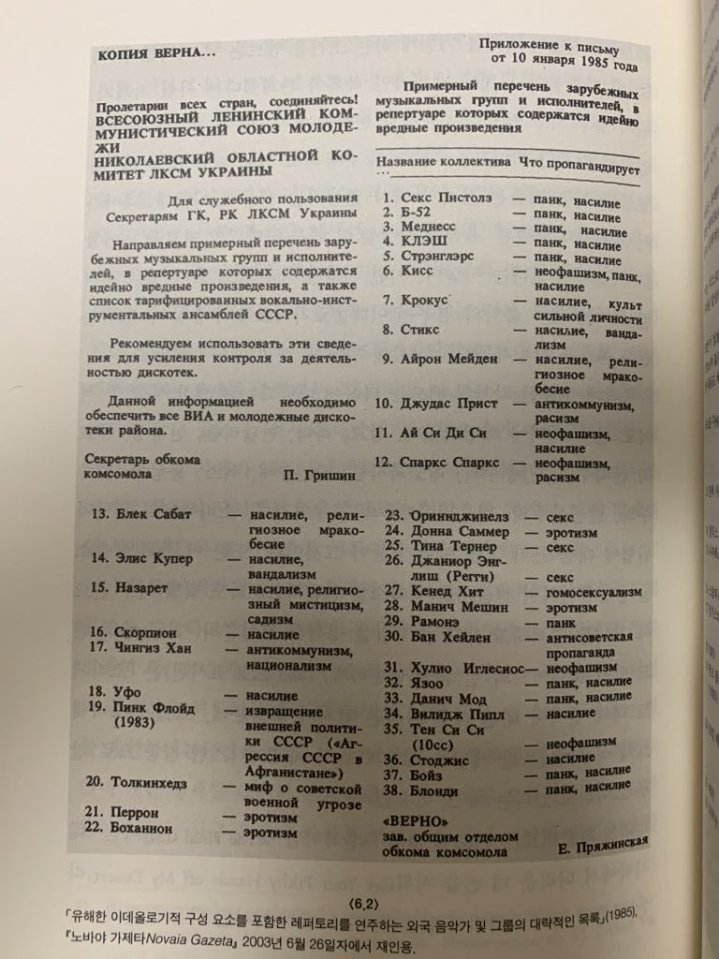 КОПИЯ ВЕРНА...
Пролетарии всех стран, соединяйтесь!
ВСЕСОЮЗНЫЙ ЛЕНИНСКИЙ КОМ-
МУНИСТИЧЕСКИЙ СОЮЗ МОЛОДЕ-
ЖИ
НИКОЛАЕВСКИЙ ОБЛАСТНОЙ КО-
МИТЕТ ЛКСМ УКРАИНЫ
Для служебного пользования
Секретарям ГК, РК ЛКСМ Украины
Направляем примерный перечень зару-
бежных музыкальных групп и исполните-
лей, в репертуаре которых содержатся
идейно вредные произведения, а также
список тарифицированных вокально-инст-
рументальных ансамблей СССР.
Рекомендуем использовать эти сведе-
ния для усиления контроля за деятель-
ностью дискотек.
Данной информацией необходимо
обеспечить все ВИА и молодежные диско-
теки района.
Секретарь обкома
комсомола П. Гришин
Приложение к письму
от 10 января 1985 года
Примерный перечень зарубежных
музыкальных групп и исполнителей, в
репертуаре которых содержатся идейно
вредные произведения
Название коллектива Что пропагандирует
...
1. Секс Пистолз — панк, насилие
2. Б-52 — панк, насилие
3. Меднесс — панк, насилие
4. КЛЭШ — панк, насилие
5. Стрэнглэрс — панк, насилие
6. Кисс — неофашизм, панк,
насилие
7. Крокус — насилие, культ
сильной личности
8. Стикс — насилие, ванда-
лизм
9. Айрон Мейден — насилие, рели-
гиозное мрако-
бесие
10. Джудас Прист — антикоммунизм,
расизм
11. Ай Си Ди Си — неофашизм,
насилие
12. Спаркс Спаркс — неофашизм,
расизм
13. Блек Сабат — насилие, рели-
гиозное мрако-
бесие
14. Элис Купер — насилие,
вандализм
15. Назарет — насилие, религио-
зный мистицизм,
садизм
16. Скорпион — насилие
17. Чингиз Хан — антикоммунизм,
национализм
18. Уфо — насилие
19. Пинк Флойд — извращение
(1983) внешней полити-
ки СССР («Аг-
рессия СССР в
Афганистане»)
20. Толкинхедз — миф о советской
военной угрозе
21. Перрон — эротизм
22. Боханнон — эротизм
23. Ориннджинелз — секс
24. Донна Саммер — эротизм
25. Тина Тернер — секс
26. Джаниор Энг-
лиш (Регги) — секс
27. Кенед Хит — гомосексуализм
28. Манич Мешин — эротизм
29. Рамонэ — панк
30. Бан Хейлен — антисоветская
пропаганда
31. Хулио Иглесиос — неофашизм
32. Язоо — панк, насилие
33. Данич Мод — панк, насилие
34. Вилидж Пипл — насилие
35. Тен Си Си
(10сс) — неофашизм
36. Стоджис — насилие
37. Бойз — панк, насилие
38. Блонди — панк, насилие
«ВЕРНО»
зав. общим отделом
обкома комсомола Е. Пряжинская
(6.2)
「유해한 이데올로기적 구성 요소를 포함한 레퍼토리를 연주하는 외국 음악가 및 그룹의 대략적인 목록」(1985).
『노바야 가제타Novaia Gazeta』 2003년 6월 26일자에서 재인용.